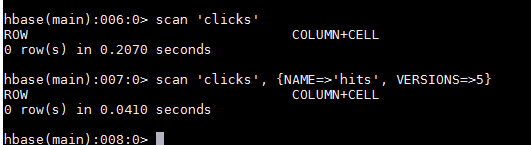 hbase(main):006:0> scan 'clicks'
ROW COLUMN+CELL
0 row(s) in 0.2070 seconds
hbase(main):007:0> scan 'clicks', {NAME=>'hits', VERSIONS=>5}
ROW COLUMN+CELL
0 row(s) in 0.0410 seconds
hbase(main):008:0>